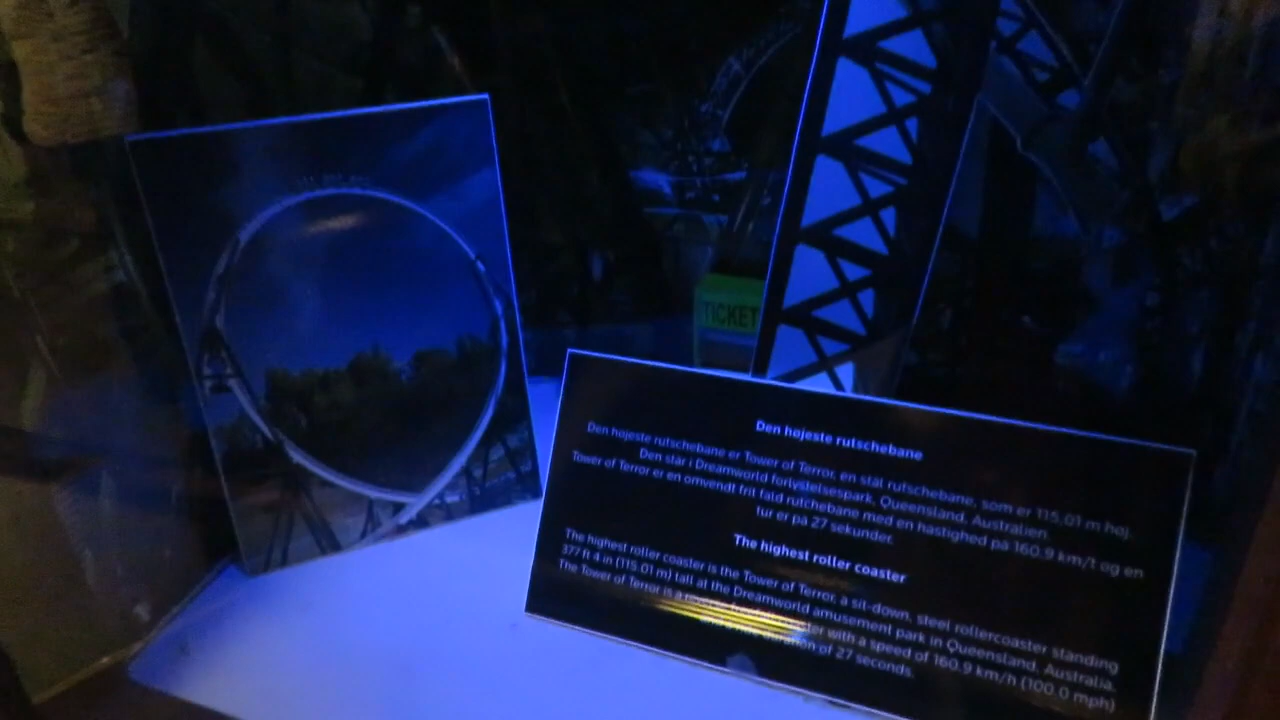 TICKET
Den højeste rutschebane
Den højeste rutschebane er Tower of Terror, en stål rutschebane, som er 115,01 m høj.
Den står i Dreamworld forlystelsespark, Queensland, Australien.
Tower of Terror er en omvendt frit fald rutchebane med en hastighed på 160.9 km/t og en
tur er på 27 sekunder.
The highest roller coaster
The highest roller coaster is the Tower of Terror, a sit-down, steel rollercoaster standing
377 ft 4 in (115.01 m) tall at the Dreamworld amusement park in Queensland, Australia.
The Tower of Terror is a with a speed of 160.9 km/h (100.0 mph)
duration of 27 seconds.